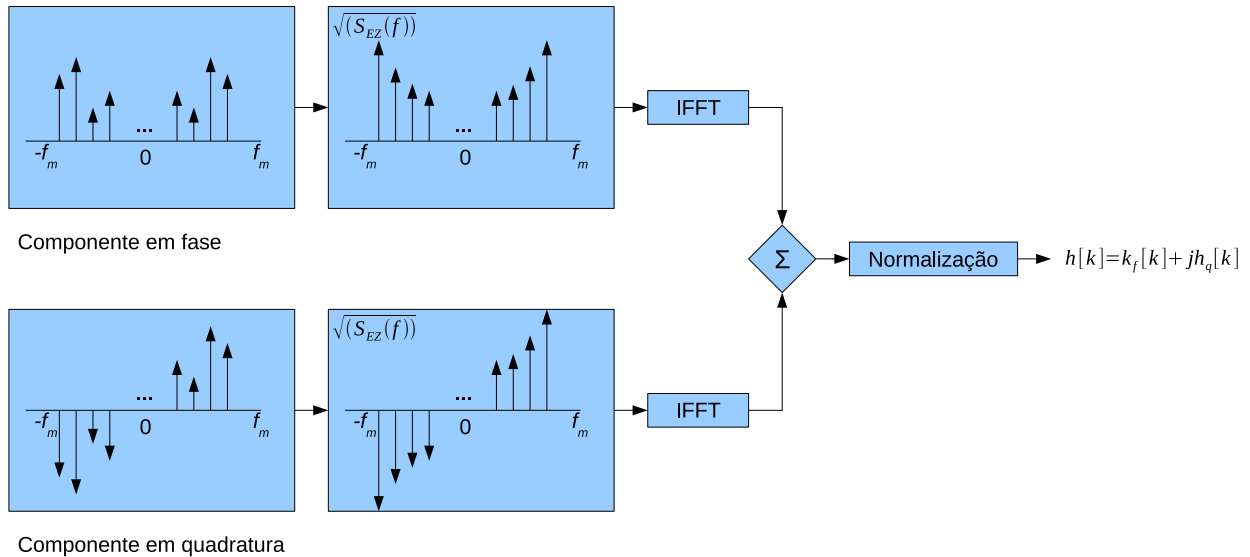 ...
-f_m 0 f_m
√(S_EZ(f))
...
-f_m 0 f_m
IFFT
Componente em fase
Σ
Normalização
h[k]=k_f[k]+jh_q[k]
...
-f_m 0 f_m
√(S_EZ(f))
...
-f_m 0 f_m
IFFT
Componente em quadratura